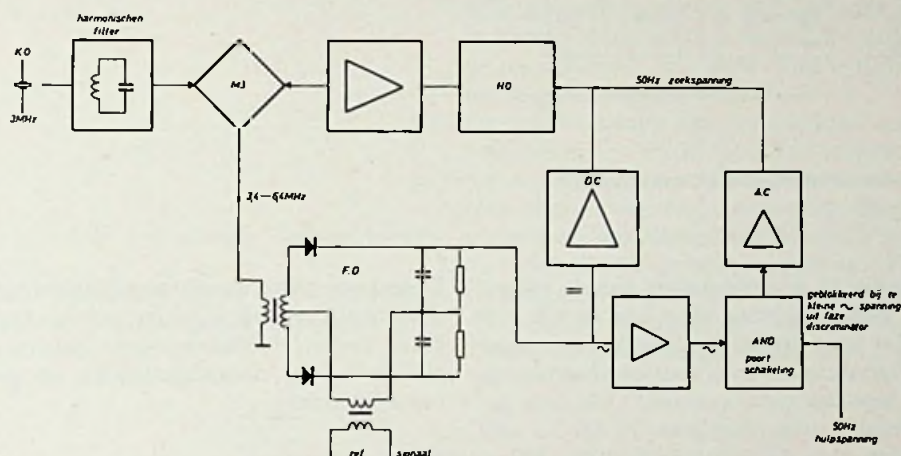 harmonischen
filter
KO
3MHz
M3
HO
50Hz zoekspanning
DC
AC
3,4—6,4MHz
F.D
=
~
~
AND
poort
schakeling
geblokkeerd bij te
kleine ~ spanning
uit faze
discriminator
50Hz
hulpspanning
ref signaal